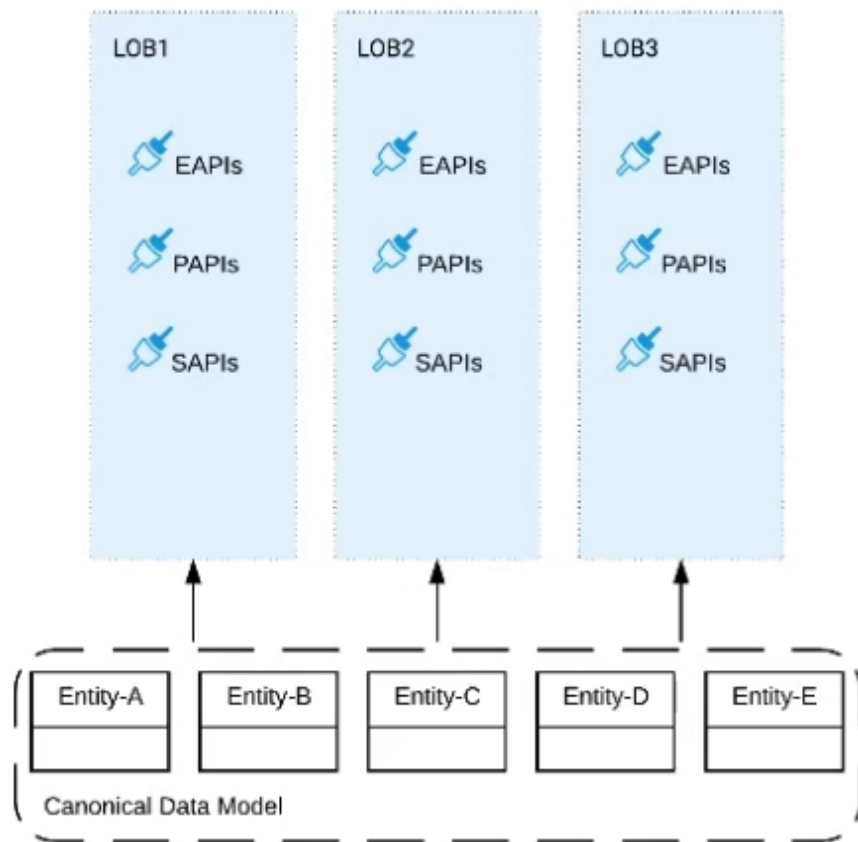 LOB1
LOB2
LOB3
EAPIs
EAPIs
EAPIs
PAPIs
PAPIs
PAPIs
SAPIs
SAPIs
SAPIs
Entity-A
Entity-B
Entity-C
Entity-D
Entity-E
Canonical Data Model